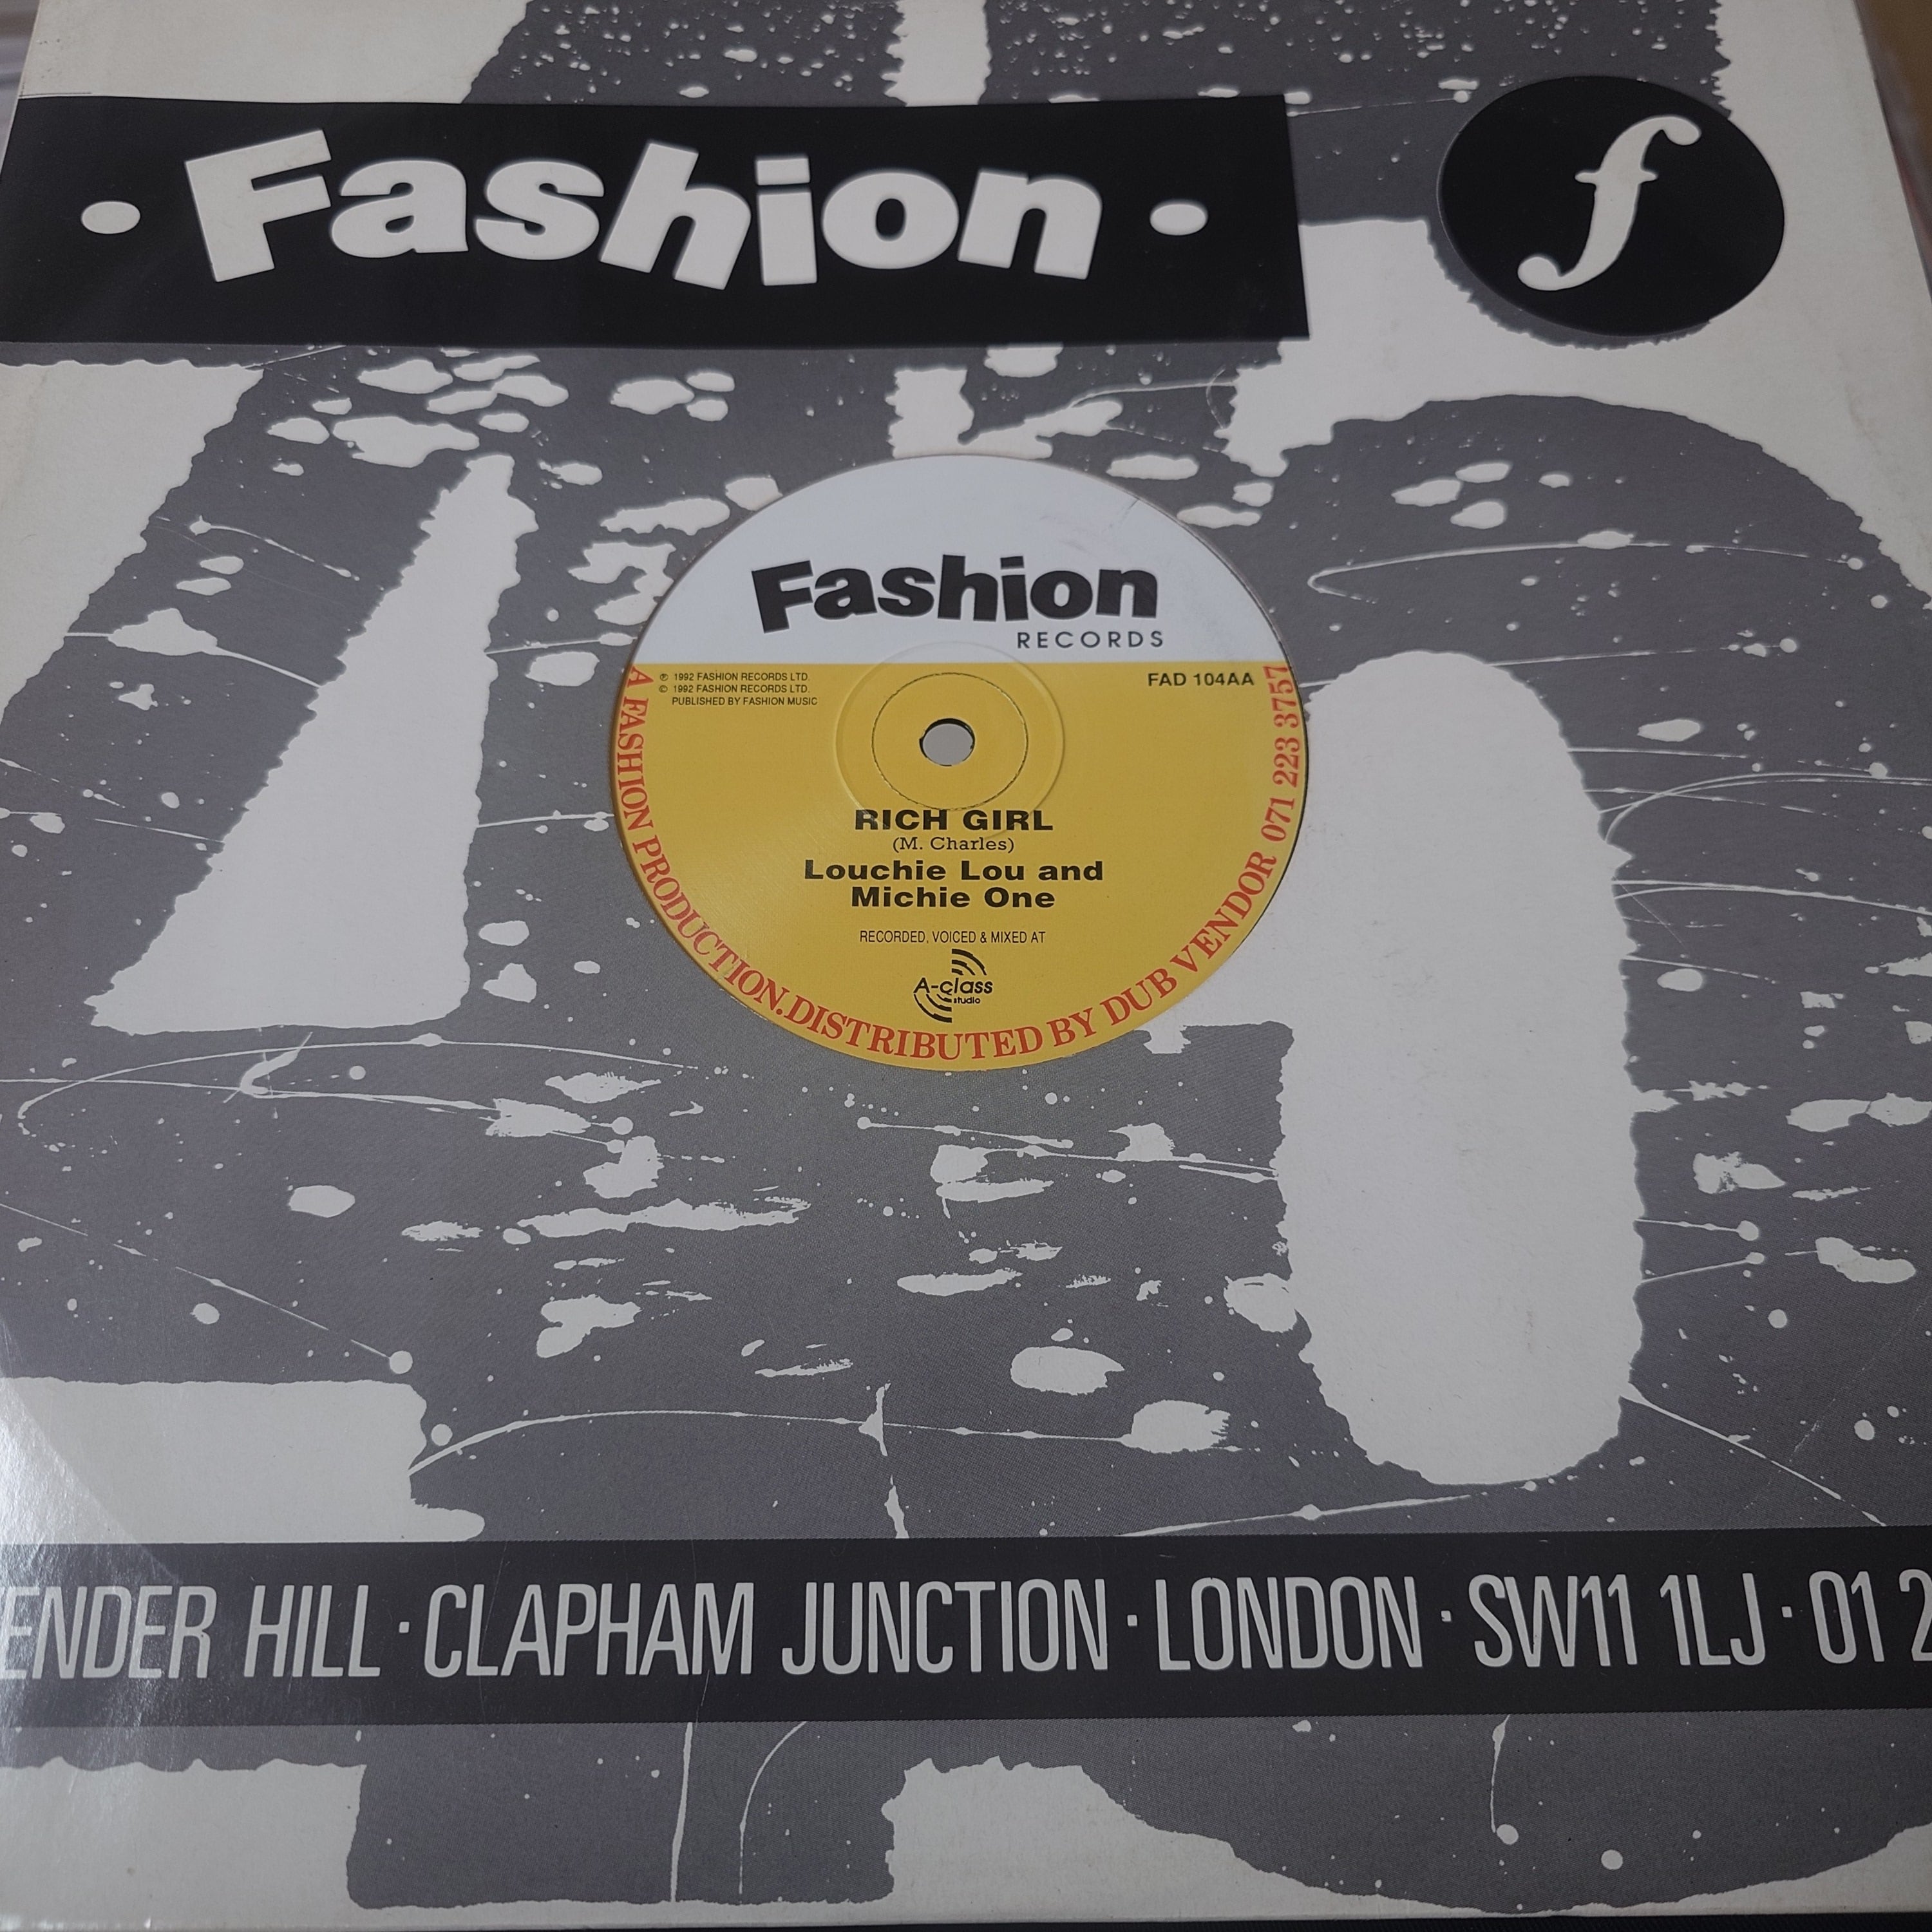 · Fashion ·
f
Fashion
RECORDS
℗ 1992 FASHION RECORDS LTD.
© 1992 FASHION RECORDS LTD.
PUBLISHED BY FASHION MUSIC
FAD 104AA
RICH GIRL
(M. Charles)
Louchie Lou and
Michie One
RECORDED, VOICED & MIXED AT
A-class
studio
A FASHION PRODUCTION.DISTRIBUTED BY DUB VENDOR 071 223 3757
ENDER HILL · CLAPHAM JUNCTION · LONDON · SW11 1LJ · 01 2